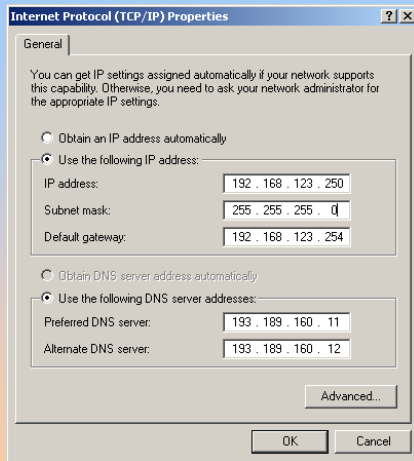 Internet Protocol (TCP/IP) Properties
General
You can get IP settings assigned automatically if your network supports
this capability. Otherwise, you need to ask your network administrator for
the appropriate IP settings.
Obtain an IP address automatically
Use the following IP address:
IP address: 192 . 168 . 123 . 250
Subnet mask: 255 . 255 . 255 . 0
Default gateway: 192 . 168 . 123 . 254
Obtain DNS server address automatically
Use the following DNS server addresses:
Preferred DNS server: 193 . 189 . 160 . 11
Alternate DNS server: 193 . 189 . 160 . 12
Advanced...
OK Cancel